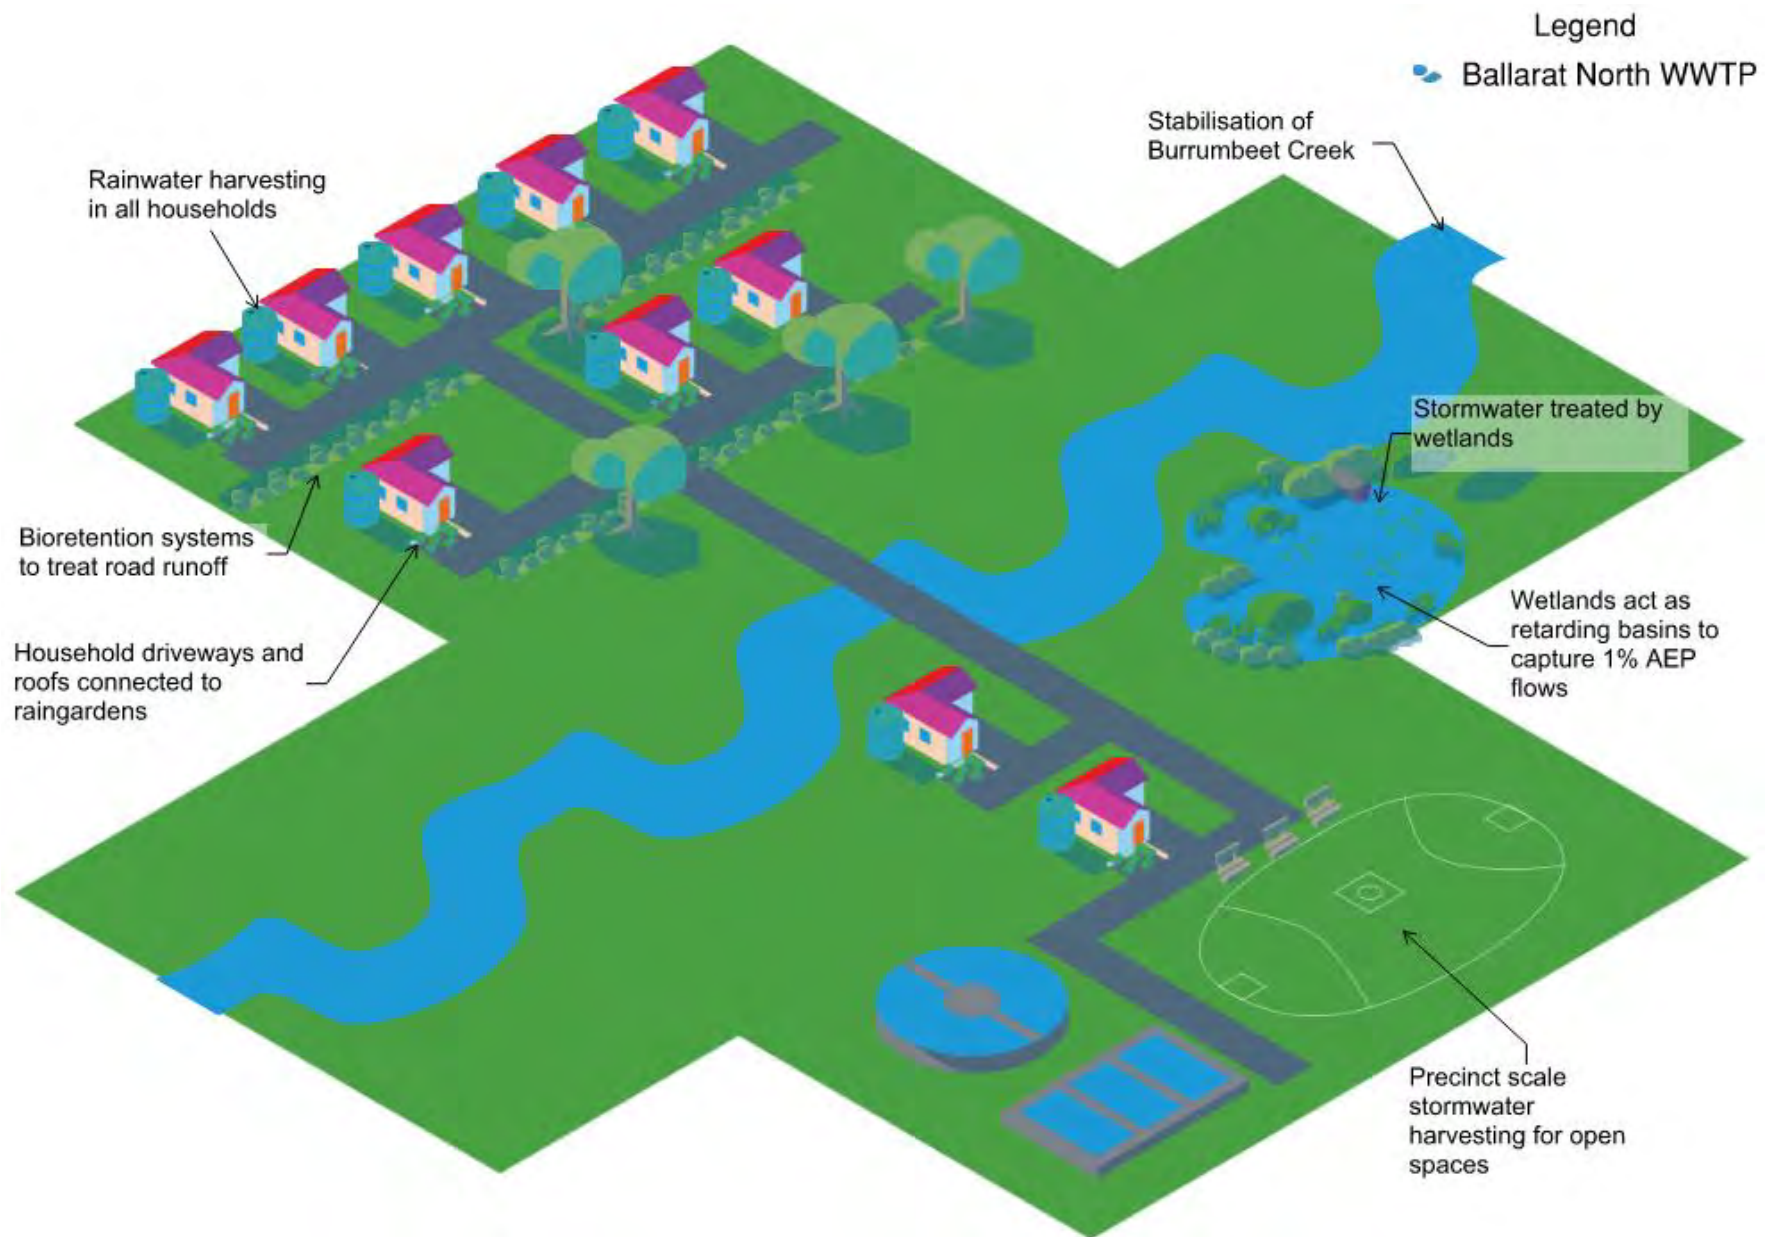 Legend
Ballarat North WWTP
Stabilisation of
Burrumbeet Creek
Rainwater harvesting
in all households
Stormwater treated by
wetlands
Bioretention systems
to treat road runoff
Wetlands act as
retarding basins to
capture 1% AEP
flows
Household driveways and
roofs connected to
raingardens
Precinct scale
stormwater
harvesting for open
spaces